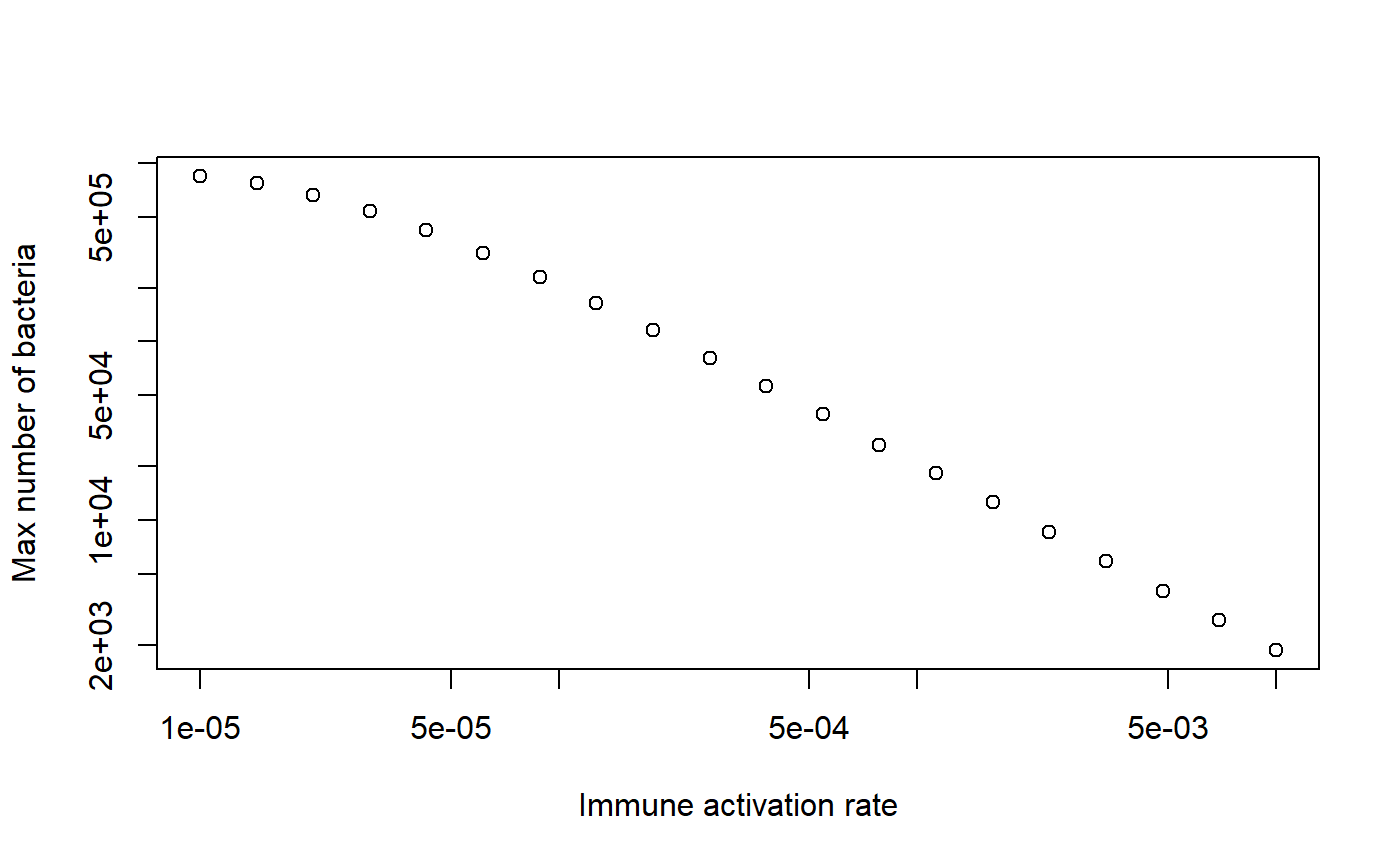 Max number of bacteria
5e+05
5e+04
1e+04
2e+03
1e-05 5e-05 5e-04 5e-03
Immune activation rate